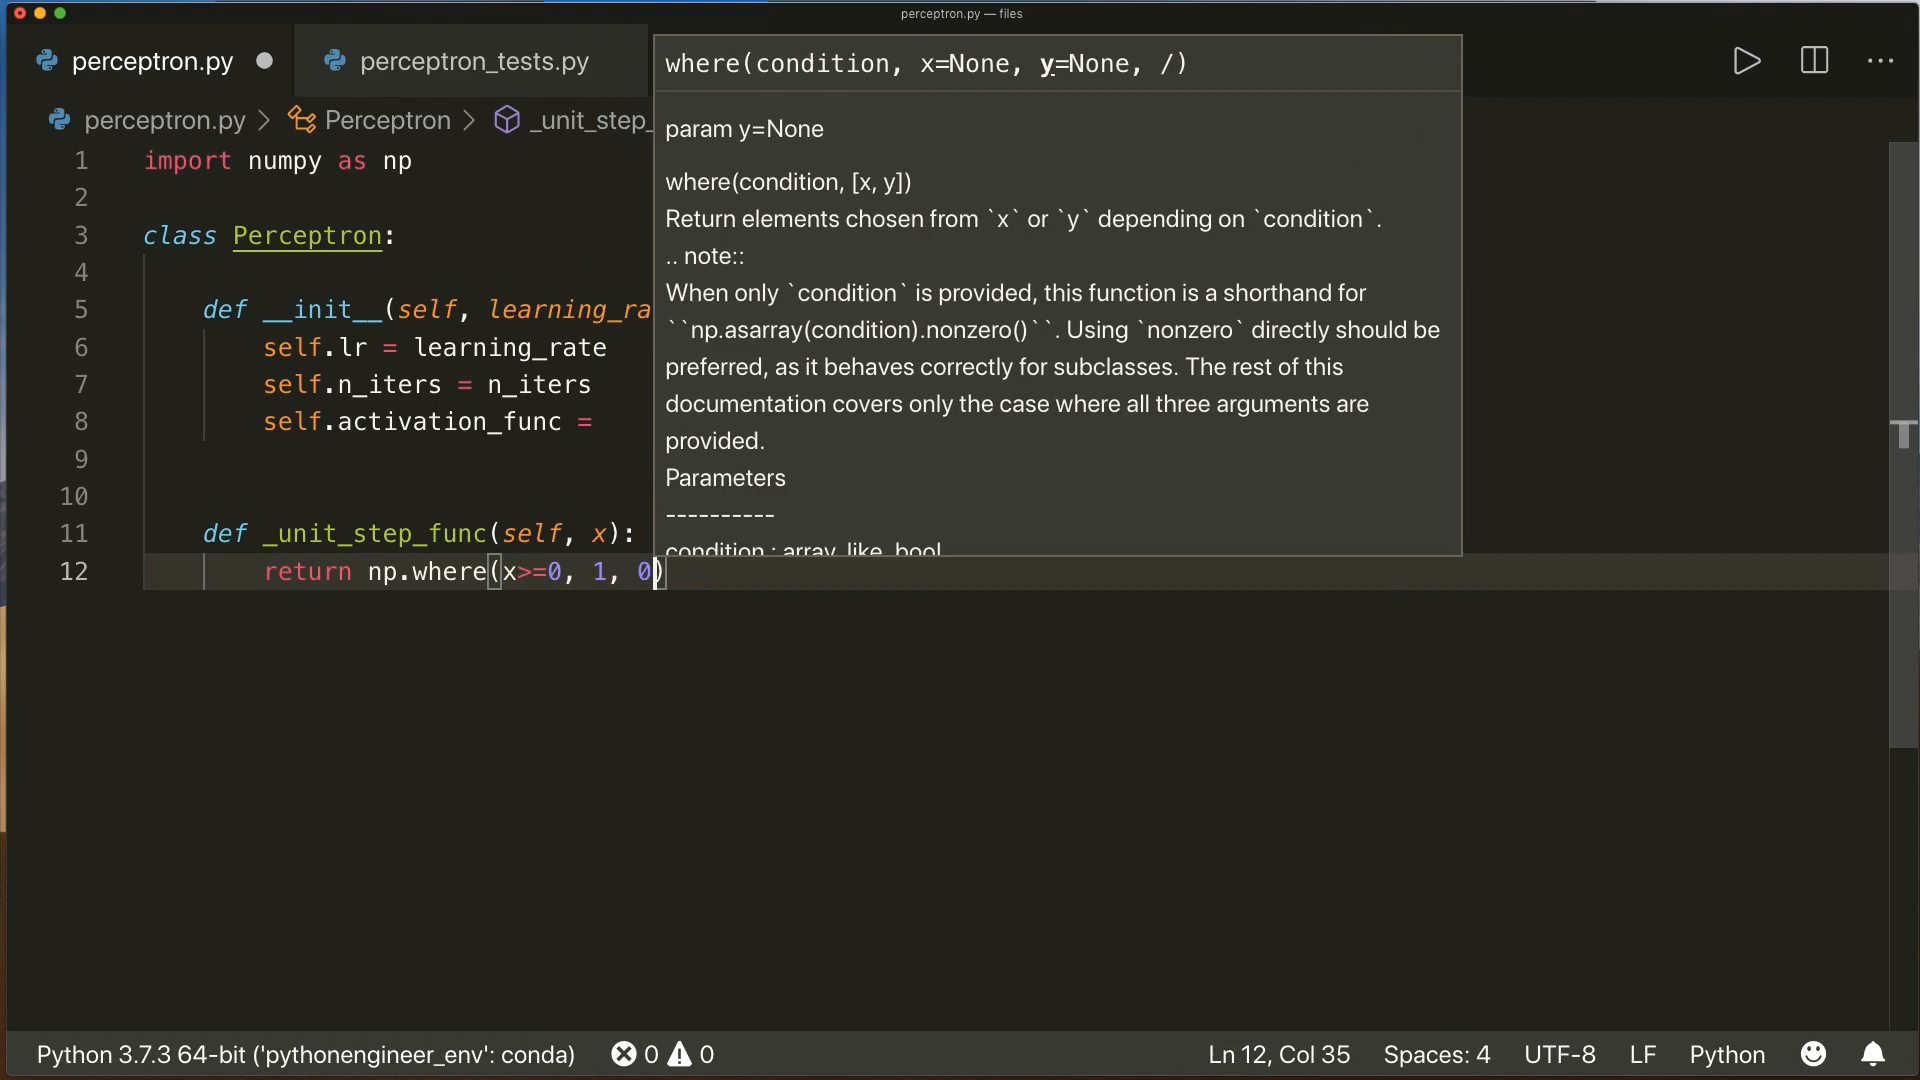 perceptron.py — files
perceptron.py
perceptron_tests.py
perceptron.py > Perceptron > _unit_step_
where(condition, x=None, y=None, /)
param y=None
where(condition, [x, y])
Return elements chosen from `x` or `y` depending on `condition`.
.. note::
When only `condition` is provided, this function is a shorthand for
``np.asarray(condition).nonzero()``. Using `nonzero` directly should be
preferred, as it behaves correctly for subclasses. The rest of this
documentation covers only the case where all three arguments are
provided.
Parameters
----------
condition : array_like, bool
1 import numpy as np
2
3 class Perceptron:
4
5     def __init__(self, learning_ra
6         self.lr = learning_rate
7         self.n_iters = n_iters
8         self.activation_func =
9
10
11     def _unit_step_func(self, x):
12         return np.where(x>=0, 1, 0)
Python 3.7.3 64-bit ('pythonengineer_env': conda) 0 0 Ln 12, Col 35 Spaces: 4 UTF-8 LF Python